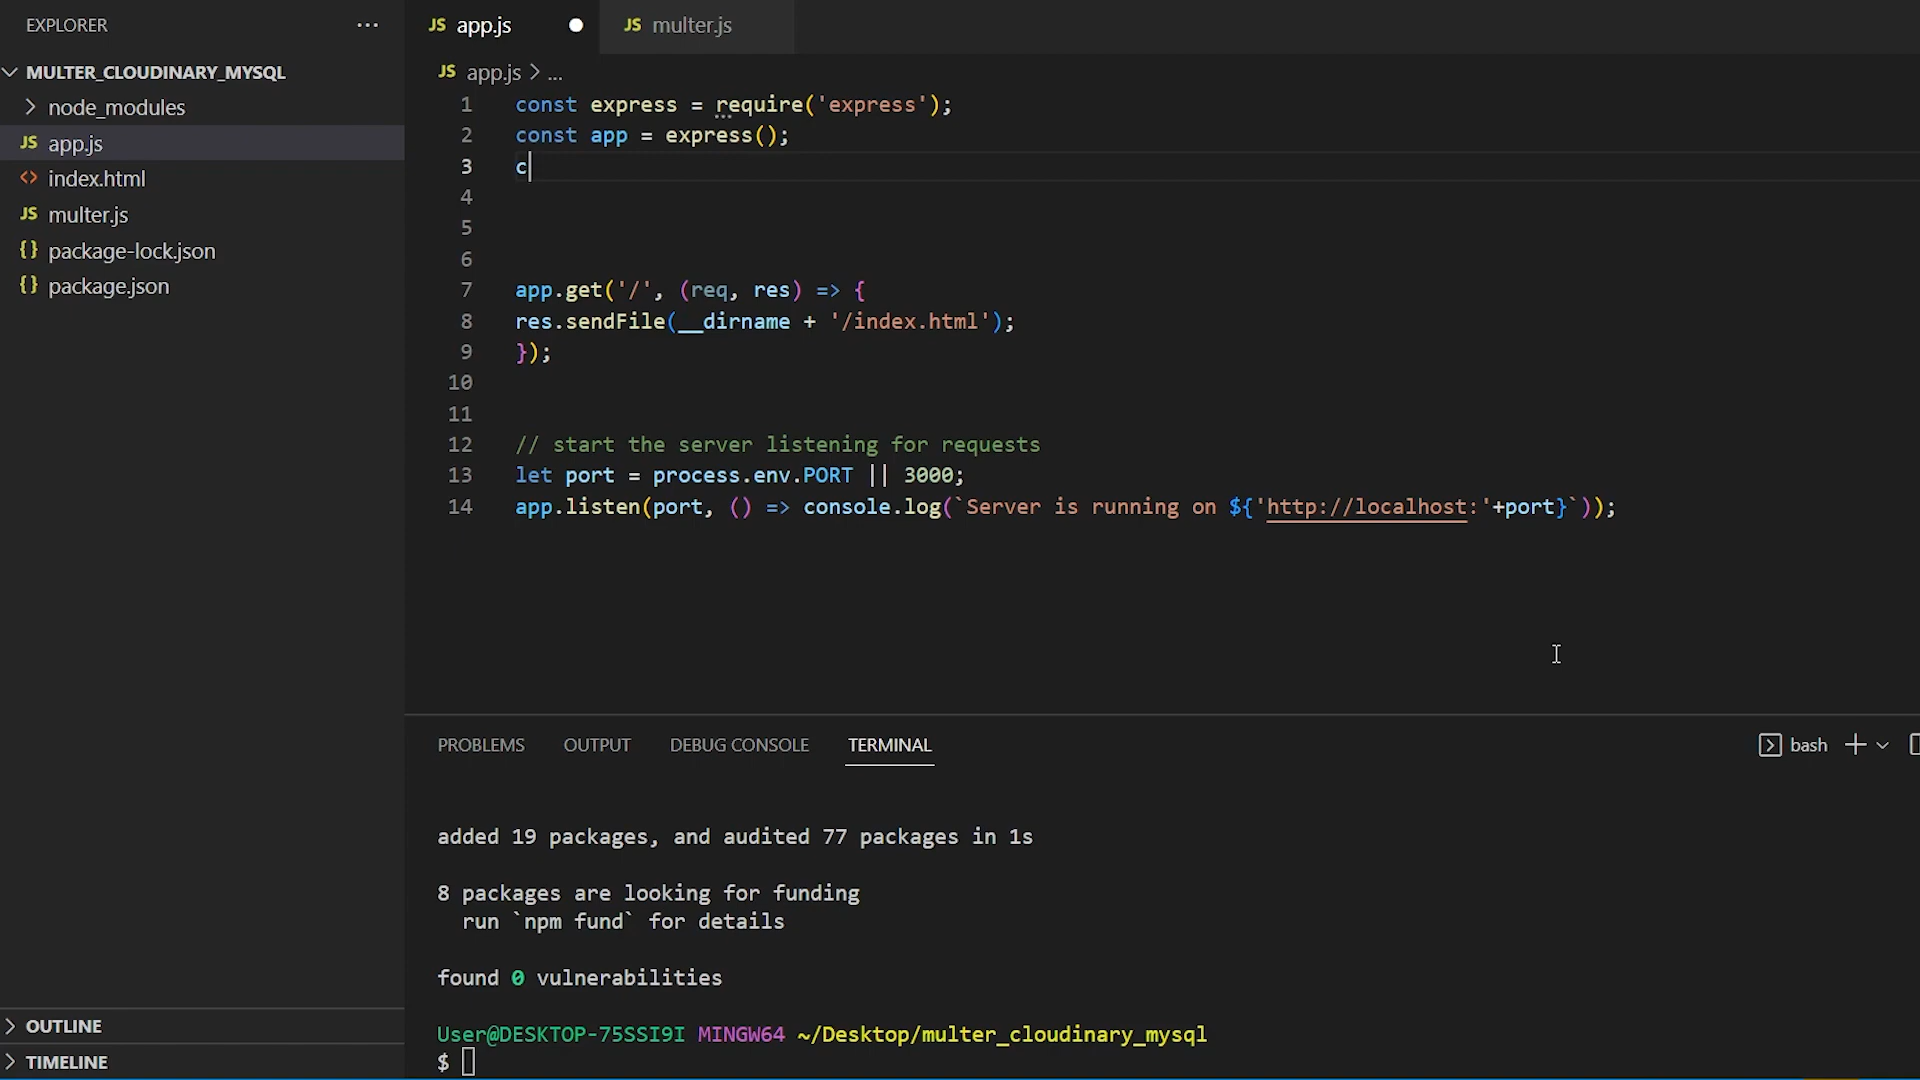 EXPLORER ...
MULTER_CLOUDINARY_MYSQL
node_modules
JS app.js
<> index.html
JS multer.js
{} package-lock.json
{} package.json
OUTLINE
TIMELINE
JS app.js
JS multer.js
JS app.js > ...
1 const express = require('express');
2 const app = express();
3 c
4
5
6
7 app.get('/', (req, res) => {
8 res.sendFile(__dirname + '/index.html');
9 });
10
11
12 // start the server listening for requests
13 let port = process.env.PORT || 3000;
14 app.listen(port, () => console.log(`Server is running on ${'http://localhost:'+port}`));
PROBLEMS OUTPUT DEBUG CONSOLE TERMINAL
bash
added 19 packages, and audited 77 packages in 1s
8 packages are looking for funding
run `npm fund` for details
found 0 vulnerabilities
User@DESKTOP-75SSI9I MINGW64 ~/Desktop/multer_cloudinary_mysql
$